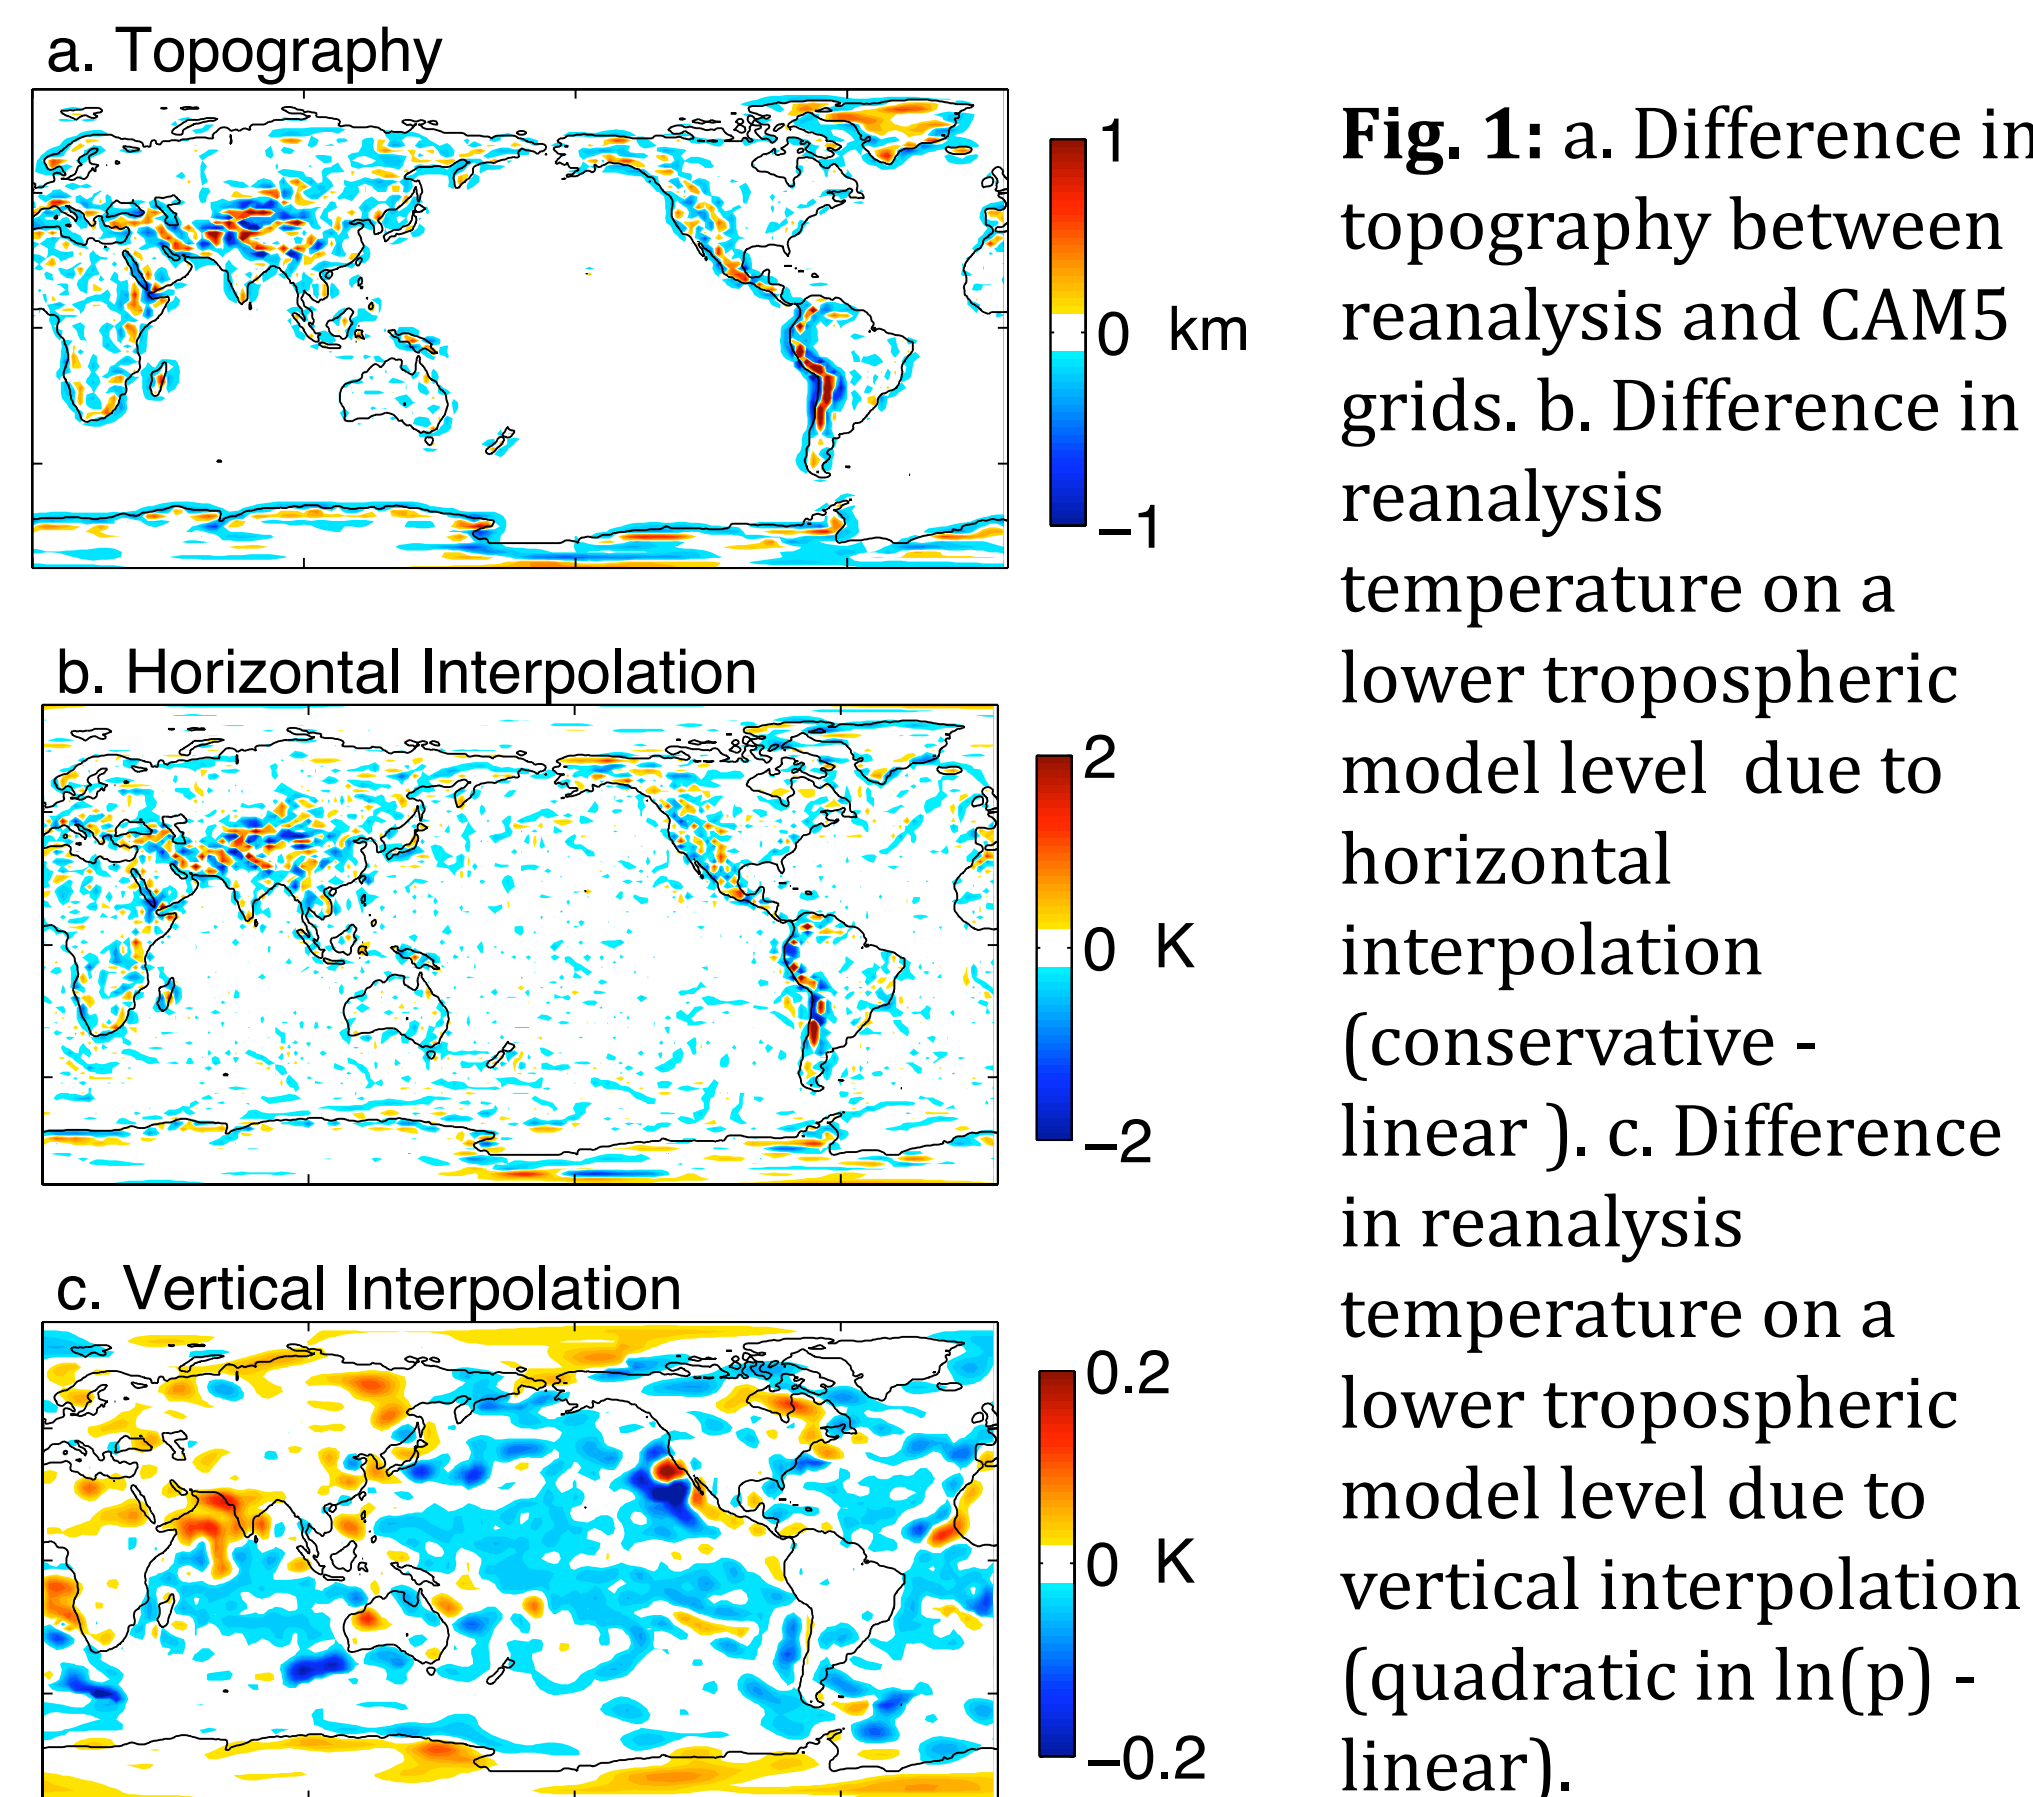 a. Topography
1
0 km
−1
b. Horizontal Interpolation
2
0 K
−2
c. Vertical Interpolation
0.2
0 K
−0.2
Fig. 1: a. Difference in
topography between
reanalysis and CAM5
grids. b. Difference in
reanalysis
temperature on a
lower tropospheric
model level due to
horizontal
interpolation
(conservative -
linear ). c. Difference
in reanalysis
temperature on a
lower tropospheric
model level due to
vertical interpolation
(quadratic in ln(p) -
linear).